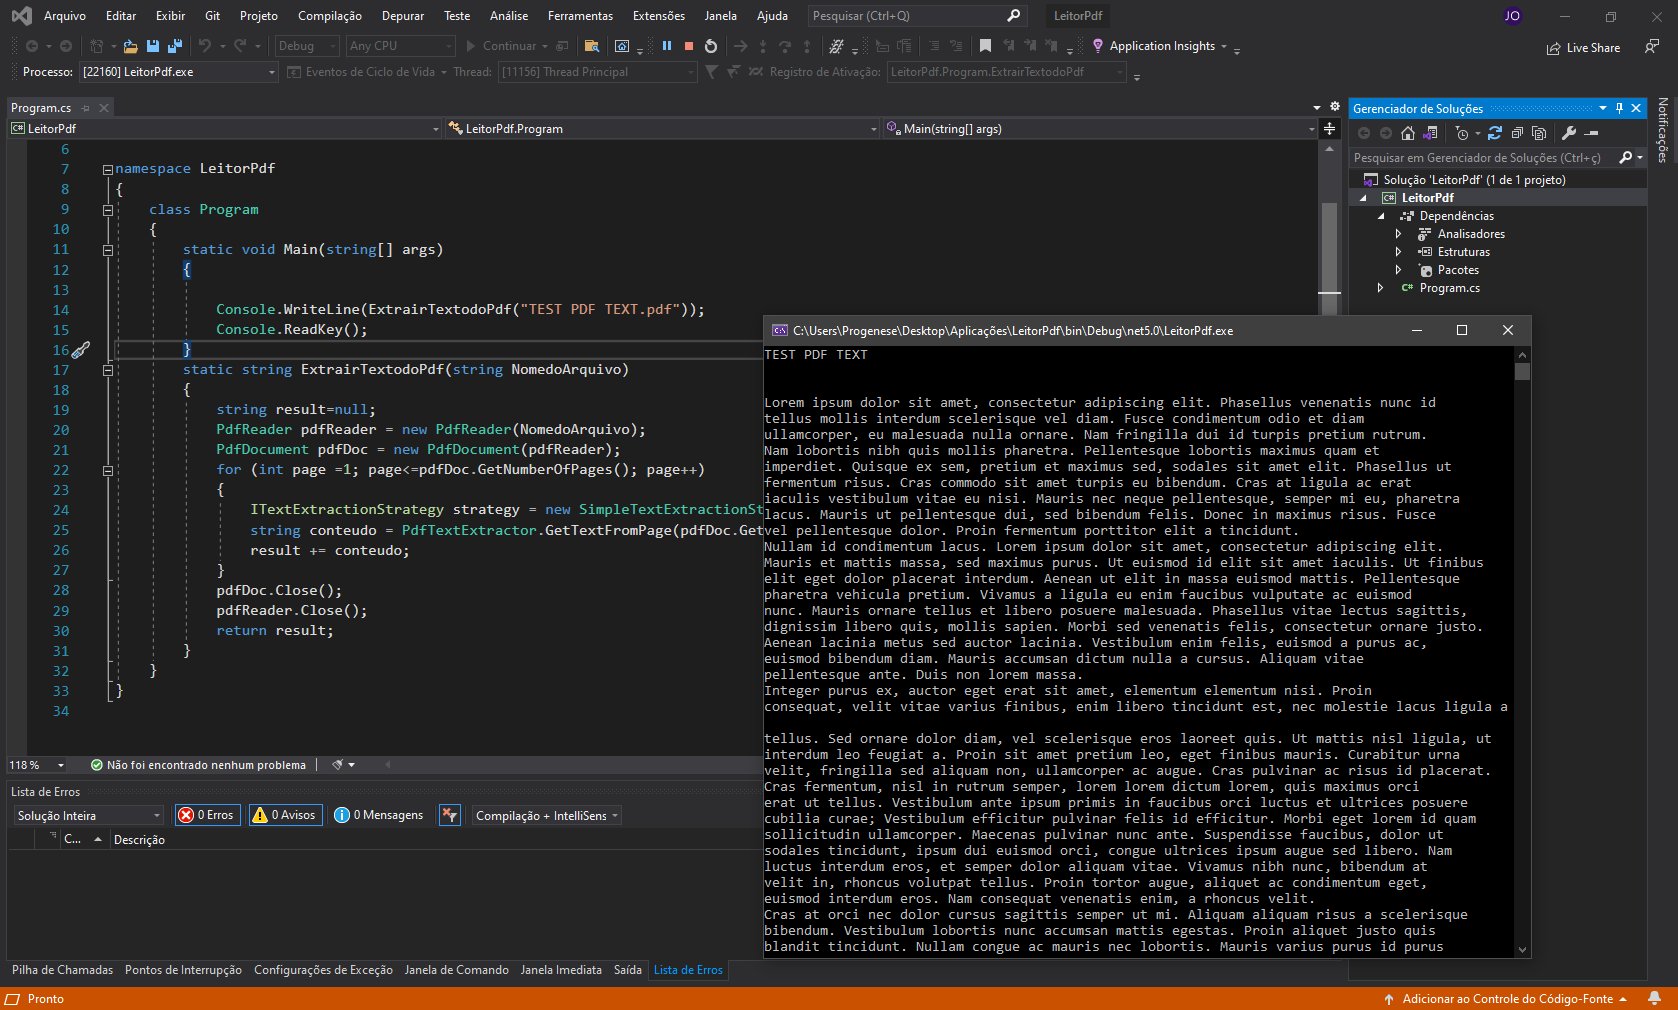 Arquivo Editar Exibir Git Projeto Compilação Depurar Teste Análise Ferramentas Extensões Janela Ajuda Pesquisar (Ctrl+Q) LeitorPdf JO
Debug Any CPU Continuar Application Insights Live Share
Processo: [22160] LeitorPdf.exe Eventos de Ciclo de Vida Thread: [11156] Thread Principal Registro de Ativação: LeitorPdf.Program.ExtrairTextodoPdf
Program.cs
C# LeitorPdf LeitorPdf.Program Main(string[] args)
6
7 namespace LeitorPdf
8 {
9 class Program
10 {
11 static void Main(string[] args)
12 {
13
14 Console.WriteLine(ExtrairTextodoPdf("TEST PDF TEXT.pdf"));
15 Console.ReadKey();
16 }
17 static string ExtrairTextodoPdf(string NomedoArquivo)
18 {
19 string result=null;
20 PdfReader pdfReader = new PdfReader(NomedoArquivo);
21 PdfDocument pdfDoc = new PdfDocument(pdfReader);
22 for (int page =1; page<=pdfDoc.GetNumberOfPages(); page++)
23 {
24 ITextExtractionStrategy strategy = new SimpleTextExtractionSt
25 string conteudo = PdfTextExtractor.GetTextFromPage(pdfDoc.Get
26 result += conteudo;
27 }
28 pdfDoc.Close();
29 pdfReader.Close();
30 return result;
31 }
32 }
33 }
34
118 % Não foi encontrado nenhum problema
Lista de Erros
Solução Inteira 0 Erros 0 Avisos 0 Mensagens Compilação + IntelliSens
C... Descrição
Pilha de Chamadas Pontos de Interrupção Configurações de Exceção Janela de Comando Janela Imediata Saída Lista de Erros
Pronto Adicionar ao Controle do Código-Fonte
Gerenciador de Soluções
Pesquisar em Gerenciador de Soluções (Ctrl+ç)
Solução 'LeitorPdf' (1 de 1 projeto)
C# LeitorPdf
Dependências
Analisadores
Estruturas
Pacotes
C# Program.cs
Notificações
C:\Users\Progenese\Desktop\Aplicações\LeitorPdf\bin\Debug\net5.0\LeitorPdf.exe
TEST PDF TEXT
Lorem ipsum dolor sit amet, consectetur adipiscing elit. Phasellus venenatis nunc id
tellus mollis interdum scelerisque vel diam. Fusce condimentum odio et diam
ullamcorper, eu malesuada nulla ornare. Nam fringilla dui id turpis pretium rutrum.
Nam lobortis nibh quis mollis pharetra. Pellentesque lobortis maximus quam et
imperdiet. Quisque ex sem, pretium et maximus sed, sodales sit amet elit. Phasellus ut
fermentum risus. Cras commodo sit amet turpis eu bibendum. Cras at ligula ac erat
iaculis vestibulum vitae eu nisi. Mauris nec neque pellentesque, semper mi eu, pharetra
lacus. Mauris ut pellentesque dui, sed bibendum felis. Donec in maximus risus. Fusce
vel pellentesque dolor. Proin fermentum porttitor elit a tincidunt.
Nullam id condimentum lacus. Lorem ipsum dolor sit amet, consectetur adipiscing elit.
Mauris et mattis massa, sed maximus purus. Ut euismod id elit sit amet iaculis. Ut finibus
elit eget dolor placerat interdum. Aenean ut elit in massa euismod mattis. Pellentesque
pharetra vehicula pretium. Vivamus a ligula eu enim faucibus vulputate ac euismod
nunc. Mauris ornare tellus et libero posuere malesuada. Phasellus vitae lectus sagittis,
dignissim libero quis, mollis sapien. Morbi sed venenatis felis, consectetur ornare justo.
Aenean lacinia metus sed auctor lacinia. Vestibulum enim felis, euismod a purus ac,
euismod bibendum diam. Mauris accumsan dictum nulla a cursus. Aliquam vitae
pellentesque ante. Duis non lorem massa.
Integer purus ex, auctor eget erat sit amet, elementum elementum nisi. Proin
consequat, velit vitae varius finibus, enim libero tincidunt est, nec molestie lacus ligula a
tellus. Sed ornare dolor diam, vel scelerisque eros laoreet quis. Ut mattis nisl ligula, ut
interdum leo feugiat a. Proin sit amet pretium leo, eget finibus mauris. Curabitur urna
velit, fringilla sed aliquam non, ullamcorper ac augue. Cras pulvinar ac risus id placerat.
Cras fermentum, nisl in rutrum semper, lorem lorem dictum lorem, quis maximus orci
erat ut tellus. Vestibulum ante ipsum primis in faucibus orci luctus et ultrices posuere
cubilia curae; Vestibulum efficitur pulvinar felis id efficitur. Morbi eget lorem id quam
sollicitudin ullamcorper. Maecenas pulvinar nunc ante. Suspendisse faucibus, dolor ut
sodales tincidunt, ipsum dui euismod orci, congue ultrices ipsum augue sed libero. Nam
luctus interdum eros, et semper dolor aliquam vitae. Vivamus nibh nunc, bibendum at
velit in, rhoncus volutpat tellus. Proin tortor augue, aliquet ac condimentum eget,
euismod interdum eros. Nam consequat venenatis enim, a rhoncus velit.
Cras at orci nec dolor cursus sagittis semper ut mi. Aliquam aliquam risus a scelerisque
bibendum. Vestibulum lobortis nunc accumsan mattis egestas. Proin aliquet justo quis
blandit tincidunt. Nullam congue ac mauris nec lobortis. Mauris varius purus id purus